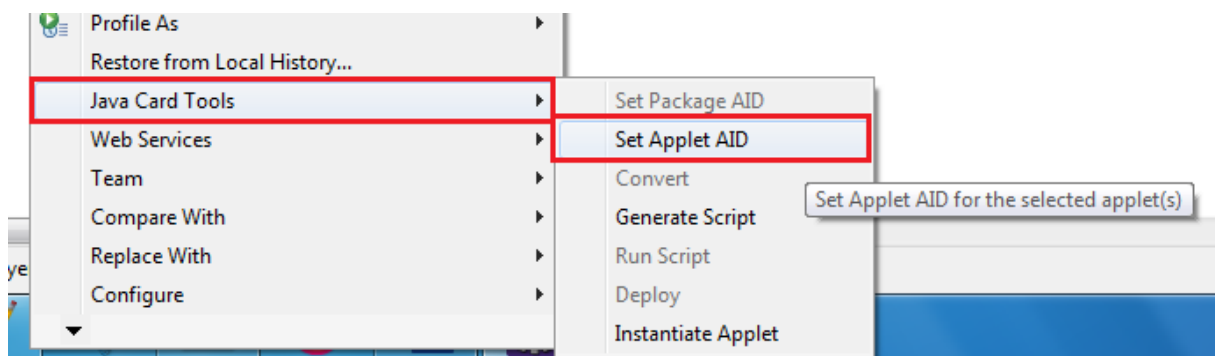 Profile As
Restore from Local History...
Java Card Tools
Web Services
Team
Compare With
Replace With
Configure
Set Package AID
Set Applet AID
Convert
Generate Script
Run Script
Deploy
Instantiate Applet
Set Applet AID for the selected applet(s)
ye